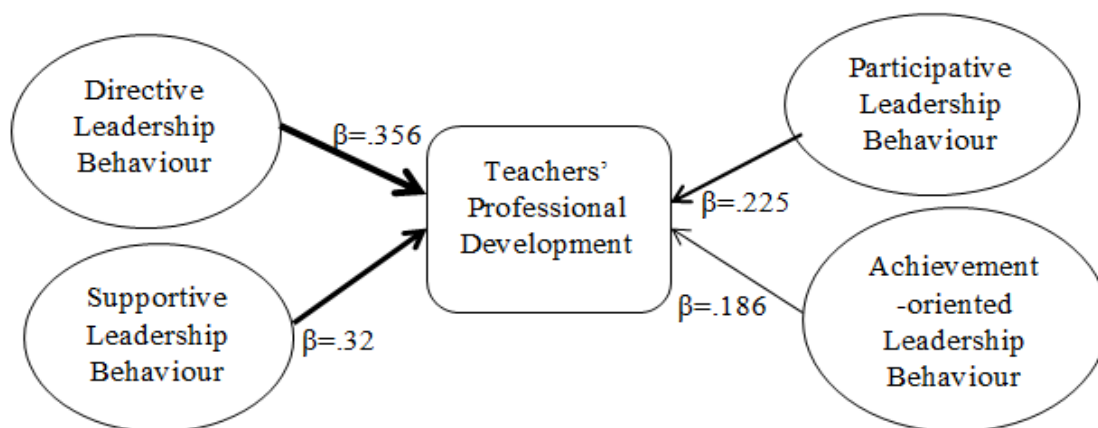 Directive
Leadership
Behaviour
β=.356
Supportive
Leadership
Behaviour
β=.32
Teachers’
Professional
Development
Participative
Leadership
Behaviour
β=.225
Achievement
-oriented
Leadership
Behaviour
β=.186